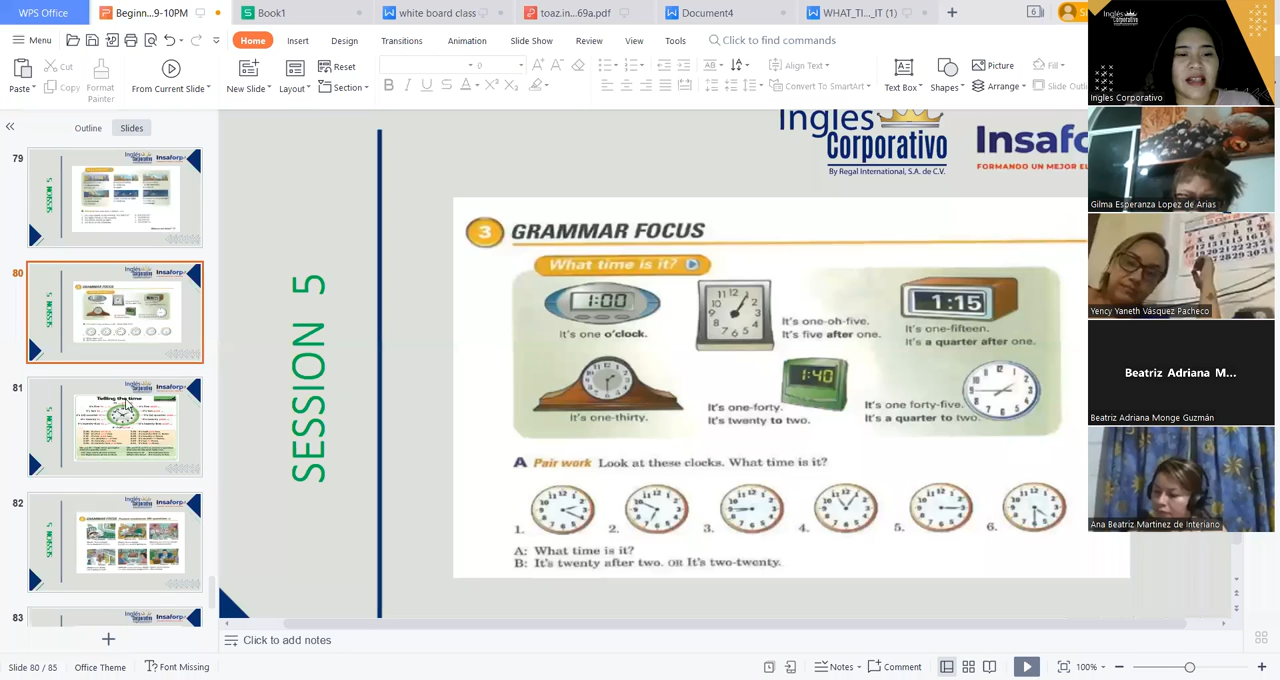 WPS Office
Beginn....9-10PM
Book1
white board class
toaz.in...69a.pdf
Document4
WHAT_TI..._IT (1)
Menu
Home
Insert
Design
Transitions
Animation
Slide Show
Review
View
Tools
Click to find commands
Paste
Cut
Copy
Format
Painter
From Current Slide
New Slide
Layout
Reset
Section
Align Text
Convert To SmartArt
Text Box
Shapes
Picture
Arrange
Fill
Slide Outli
Outline
Slides
79
80
81
82
83
SESSION 5
Inglés
Corporativo
By Regal International, S.A. de C.V.
Insafo
FORMANDO UN MEJOR EL
3 GRAMMAR FOCUS
What time is it?
1:00
It's one o'clock.
It's one-oh-five.
It's five after one.
1:15
It's one-fifteen.
It's a quarter after one.
It's one-thirty.
1:40
It's one-forty.
It's twenty to two.
It's one forty-five.
It's a quarter to two.
A Pair work Look at these clocks. What time is it?
1.
2.
3.
4.
5.
6.
A: What time is it?
B: It's twenty after two. OR It's two-twenty.
Inglés
Corporativo
Ingles Corporativo
Gilma Esperanza Lopez de Arias
Yency Yaneth Vásquez Pacheco
Beatriz Adriana M...
Beatriz Adriana Monge Guzmán
Ana Beatriz Martinez de Interiano
Click to add notes
Slide 80 / 85
Office Theme
Font Missing
Notes
Comment
100%